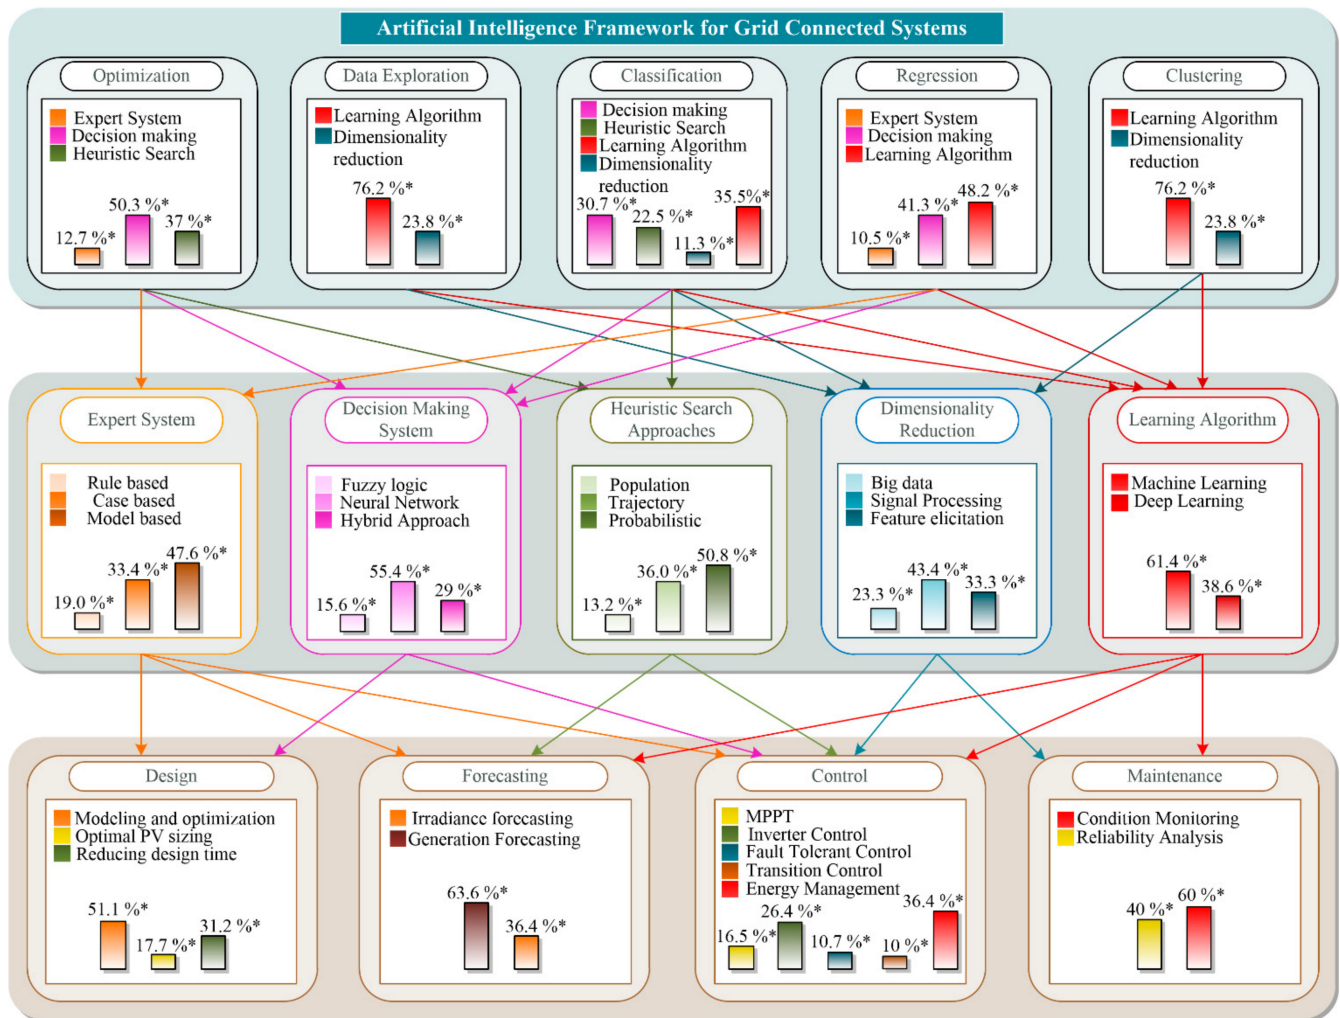 Artificial Intelligence Framework for Grid Connected Systems
Optimization
Expert System
Decision making
Heuristic Search
12.7 %*
50.3 %*
37 %*
Data Exploration
Learning Algorithm
Dimensionality
reduction
76.2 %*
23.8 %*
Classification
Decision making
Heuristic Search
Learning Algorithm
Dimensionality
reduction
30.7 %*
22.5 %*
11.3 %*
35.5%*
Regression
Expert System
Decision making
Learning Algorithm
10.5 %*
41.3 %*
48.2 %*
Clustering
Learning Algorithm
Dimensionality
reduction
76.2 %*
23.8 %*
Expert System
Rule based
Case based
Model based
19.0 %*
33.4 %*
47.6 %*
Decision Making
System
Fuzzy logic
Neural Network
Hybrid Approach
15.6 %*
55.4 %*
29 %*
Heuristic Search
Approaches
Population
Trajectory
Probabilistic
13.2 %*
36.0 %*
50.8 %*
Dimensionality
Reduction
Big data
Signal Processing
Feature elicitation
23.3 %*
43.4 %*
33.3 %*
Learning Algorithm
Machine Learning
Deep Learning
61.4 %*
38.6 %*
Design
Modeling and optimization
Optimal PV sizing
Reducing design time
51.1 %*
17.7 %*
31.2 %*
Forecasting
Irradiance forecasting
Generation Forecasting
63.6 %*
36.4 %*
Control
MPPT
Inverter Control
Fault Tolerant Control
Transition Control
Energy Management
16.5 %*
26.4 %*
10.7 %*
10 %*
36.4 %*
Maintenance
Condition Monitoring
Reliability Analysis
40 %*
60 %*